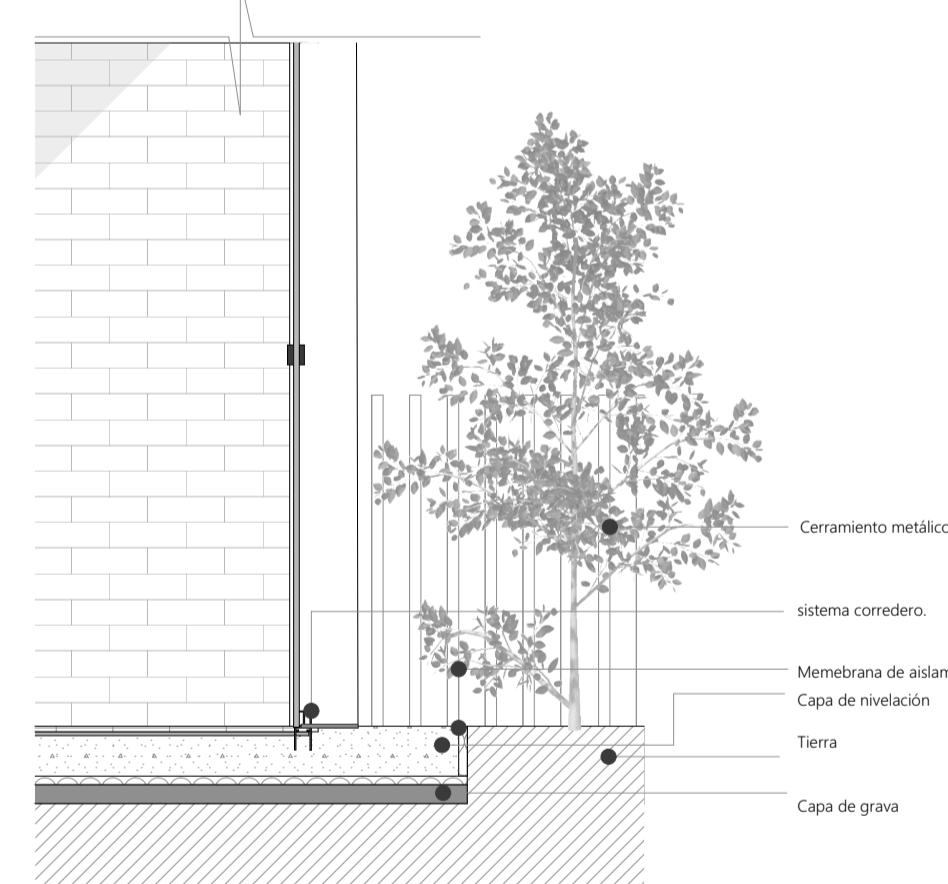 Cerramiento metálico
sistema corredero.
Memebrana de aislam
Capa de nivelación
Tierra
Capa de grava